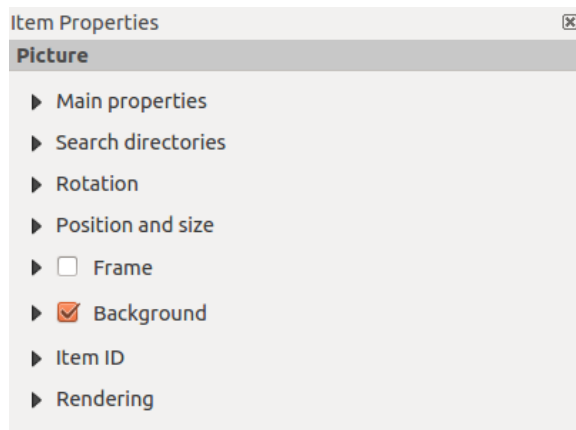 Item Properties
Picture
Main properties
Search directories
Rotation
Position and size
Frame
Background
Item ID
Rendering